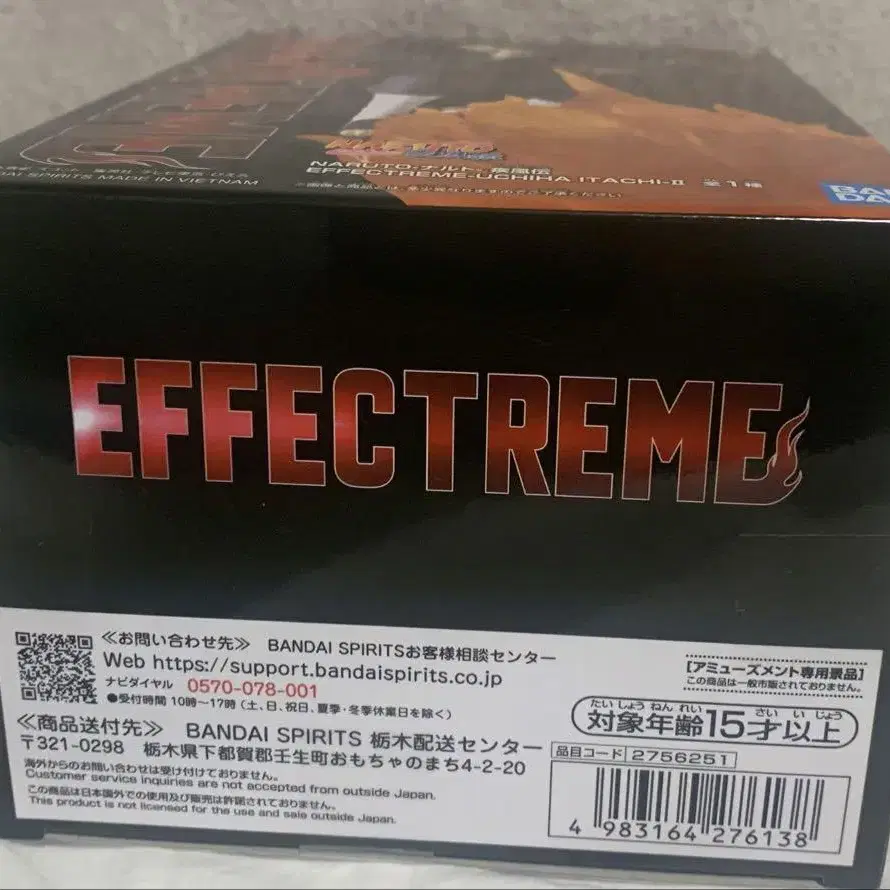 EFFECTREME
BANDAI SPIRITS MADE IN VIETNAM
NARUTO
NARUTO-ナルト- 疾風伝
EFFECTREME-UCHIHA ITACHI-Ⅱ 全1種
EFFECTREME
≪お問い合わせ先≫ BANDAI SPIRITSお客様相談センター
Web https://support.bandaispirits.co.jp
ナビダイヤル 0570-078-001
●受付時間 10時～17時(土、日、祝日、夏季・冬季休業日を除く)
≪商品送付先≫ BANDAI SPIRITS 栃木配送センター
〒321-0298 栃木県下都賀郡壬生町おもちゃのまち4-2-20
海外からのお問い合わせは受け付けておりません。
Customer service inquiries are not accepted from outside Japan.
この商品は日本国外での使用及び販売は許諾されておりません。
This product is not licensed for the use and sale outside Japan.
[アミューズメント専用景品]
この商品は一般市販されておりません。
たいしょうねんれい さい いじょう
対象年齢15才以上
品目コード 2756251
4 983164 276138